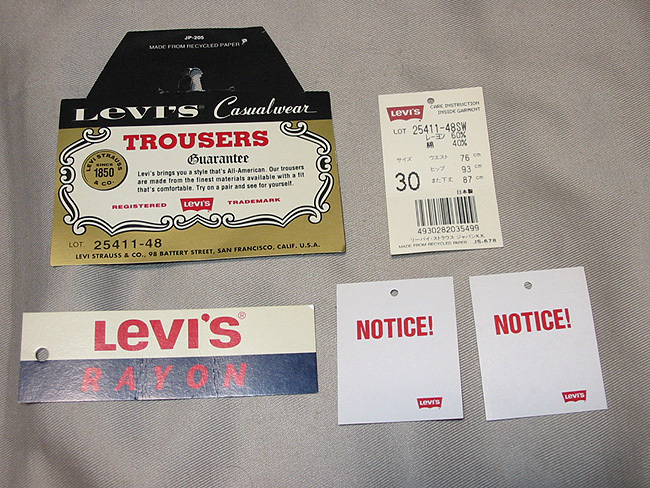 JP-205
MADE FROM RECYCLED PAPER
LEVI'S® Casualwear
TROUSERS
Guarantee
LEVI STRAUSS
SINCE
1850
& CO.
Levi's brings you a style that's All-American. Our trousers
are made from the finest materials available with a fit
that's comfortable. Try on a pair and see for yourself.
REGISTERED LEVI'S TRADEMARK
LOT. 25411-48
LEVI STRAUSS & CO., 98 BATTERY STREET, SAN FRANCISCO, CALIF. U.S.A.
LEVI'S
CARE INSTRUCTION
INSIDE GARMENT
LOT 25411-48SW
レーヨン 60%
綿 40%
サイズ ウエスト 76 cm
30 ヒップ 93 cm
また下丈 87 cm
日本製
4930282035499
リーバイ・ストラウス ジャパンK.K.
MADE FROM RECYCLED PAPER JS-678
LEVI'S®
RAYON
NOTICE!
LEVI'S
NOTICE!
LEVI'S